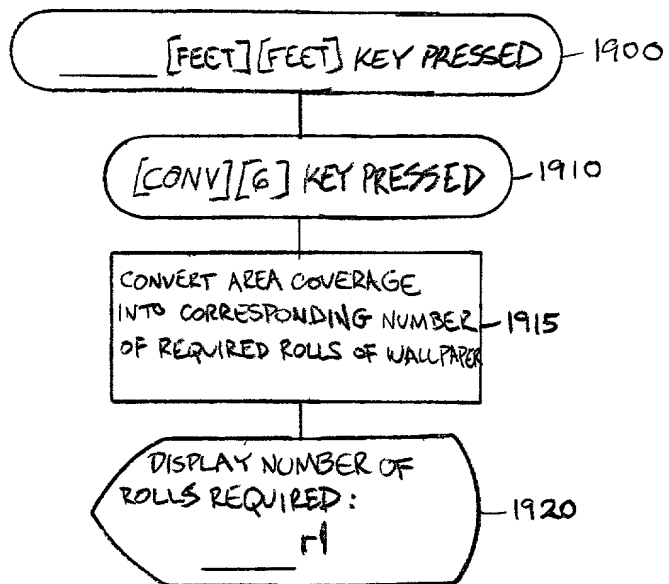 _____ [FEET][FEET] KEY PRESSED 1900
[CONV][6] KEY PRESSED 1910
CONVERT AREA COVERAGE
INTO CORRESPONDING NUMBER 1915
OF REQUIRED ROLLS OF WALLPAPER
DISPLAY NUMBER OF
ROLLS REQUIRED: 1920
_____ rl